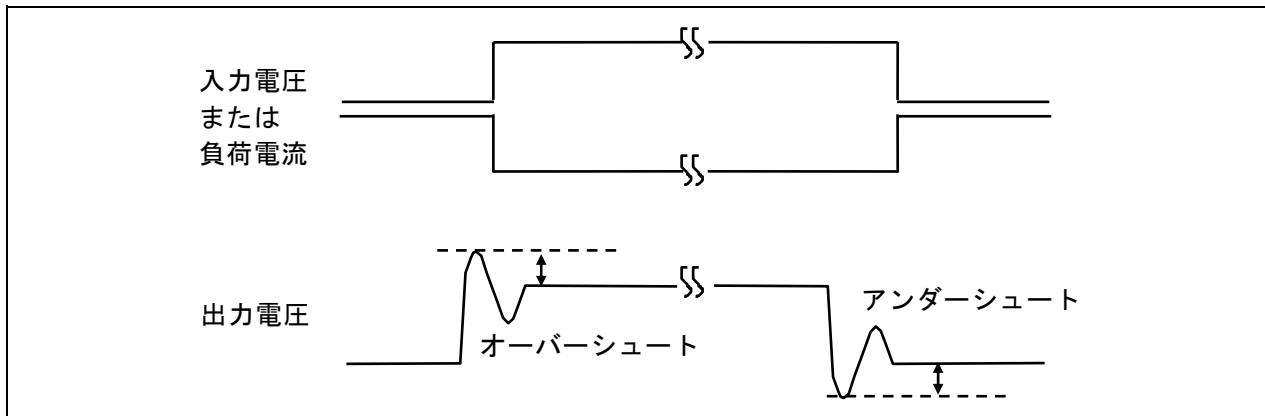 入力電圧
または
負荷電流
出力電圧
オーバーシュート
アンダーシュート